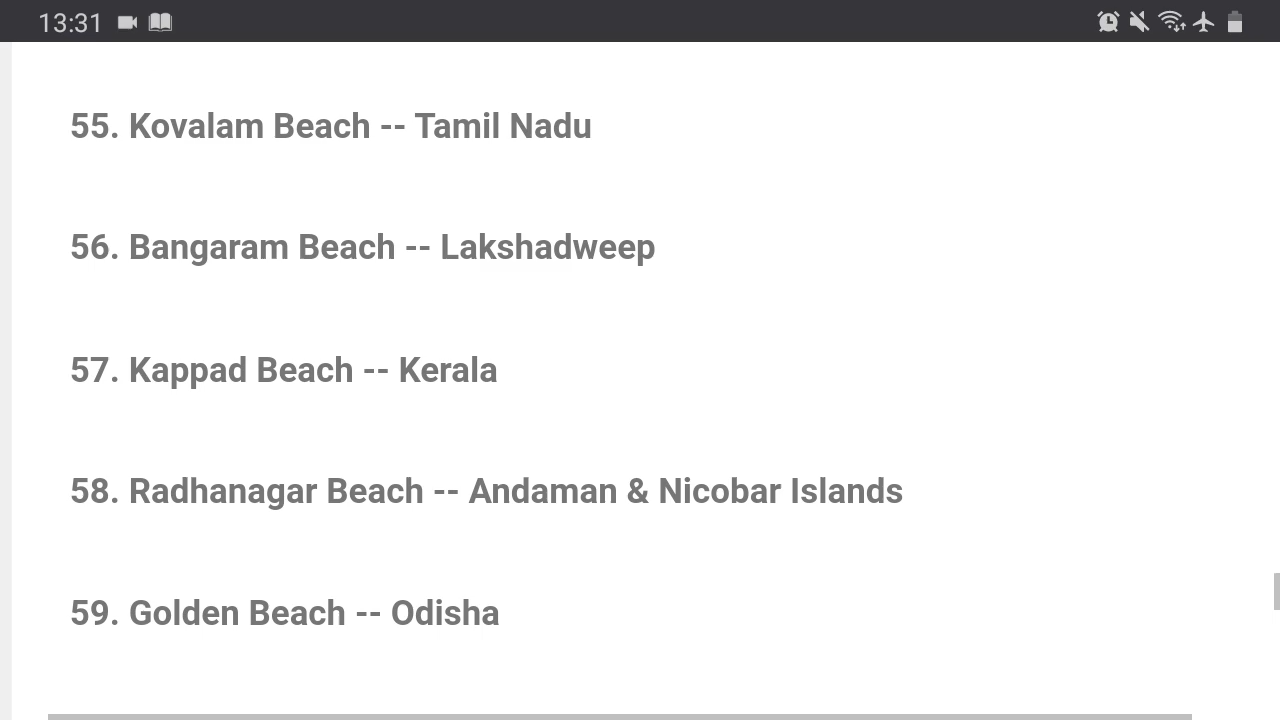 13:31
55. Kovalam Beach -- Tamil Nadu
56. Bangaram Beach -- Lakshadweep
57. Kappad Beach -- Kerala
58. Radhanagar Beach -- Andaman & Nicobar Islands
59. Golden Beach -- Odisha